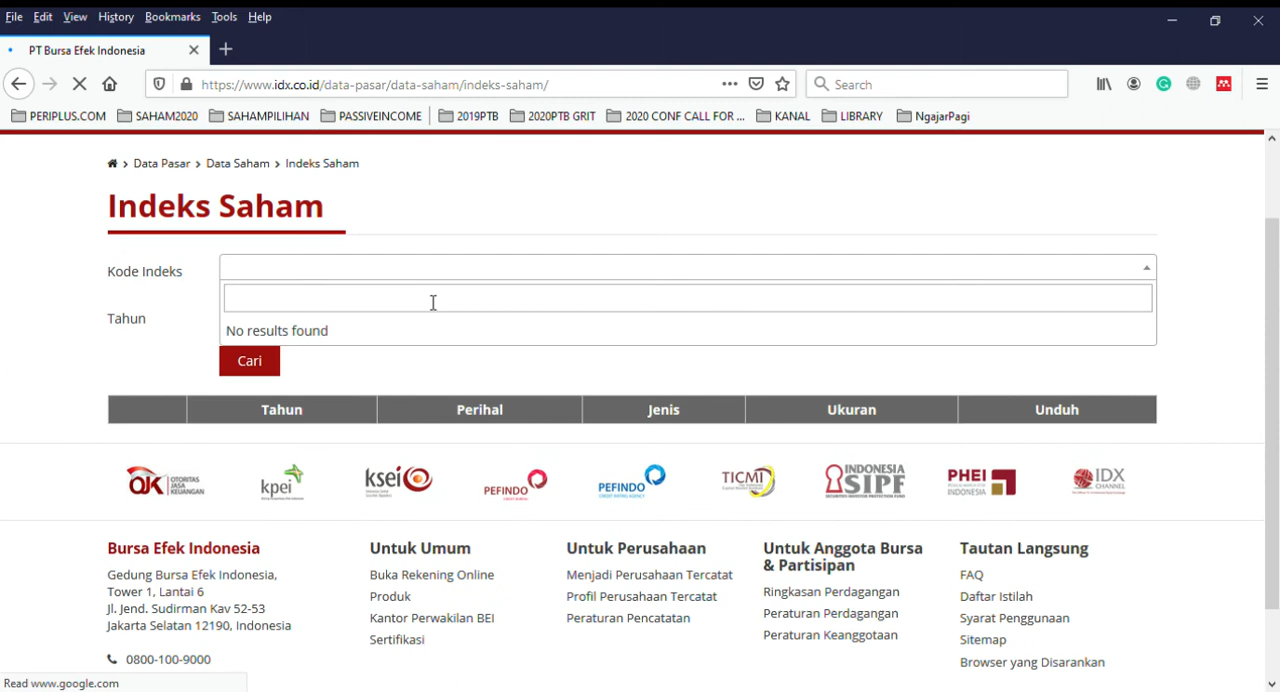 File Edit View History Bookmarks Tools Help
PT Bursa Efek Indonesia
https://www.idx.co.id/data-pasar/data-saham/indeks-saham/
Search
PERIPLUS.COM SAHAM2020 SAHAMPILIHAN PASSIVEINCOME 2019PTB 2020PTB GRIT 2020 CONF CALL FOR ... KANAL LIBRARY NgajarPagi
Data Pasar > Data Saham > Indeks Saham
Indeks Saham
Kode Indeks
Tahun
No results found
Cari
Tahun Perihal Jenis Ukuran Unduh
OJK OTORITAS JASA KEUANGAN
kpei
ksei
PEFINDO
PEFINDO
TICMI
INDONESIA SIPF
PHEI INDONESIA
IDX CHANNEL
Bursa Efek Indonesia
Gedung Bursa Efek Indonesia,
Tower 1, Lantai 6
Jl. Jend. Sudirman Kav 52-53
Jakarta Selatan 12190, Indonesia
0800-100-9000
Untuk Umum
Buka Rekening Online
Produk
Kantor Perwakilan BEI
Sertifikasi
Untuk Perusahaan
Menjadi Perusahaan Tercatat
Profil Perusahaan Tercatat
Peraturan Pencatatan
Untuk Anggota Bursa
& Partisipan
Ringkasan Perdagangan
Peraturan Perdagangan
Peraturan Keanggotaan
Tautan Langsung
FAQ
Daftar Istilah
Syarat Penggunaan
Sitemap
Browser yang Disarankan
Read www.google.com